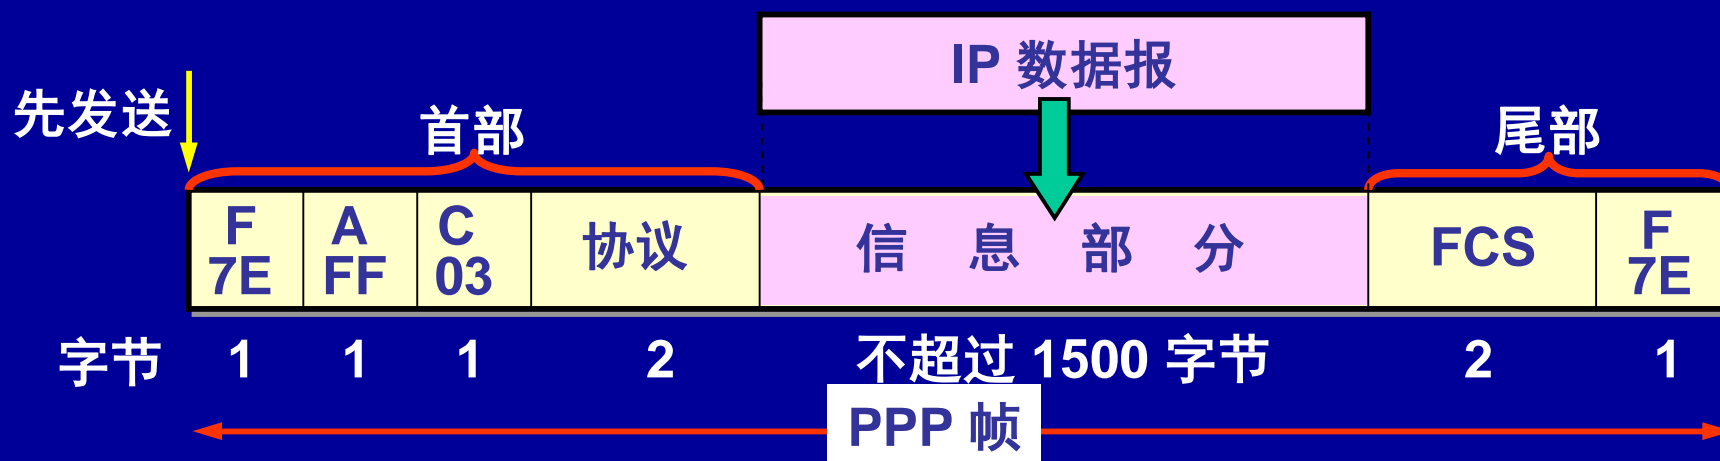 IP 数据报
先发送
首部
尾部
F
7E
A
FF
C
03
协议
信 息 部 分
FCS
F
7E
字节 1 1 1 2 不超过 1500 字节 2 1
PPP 帧